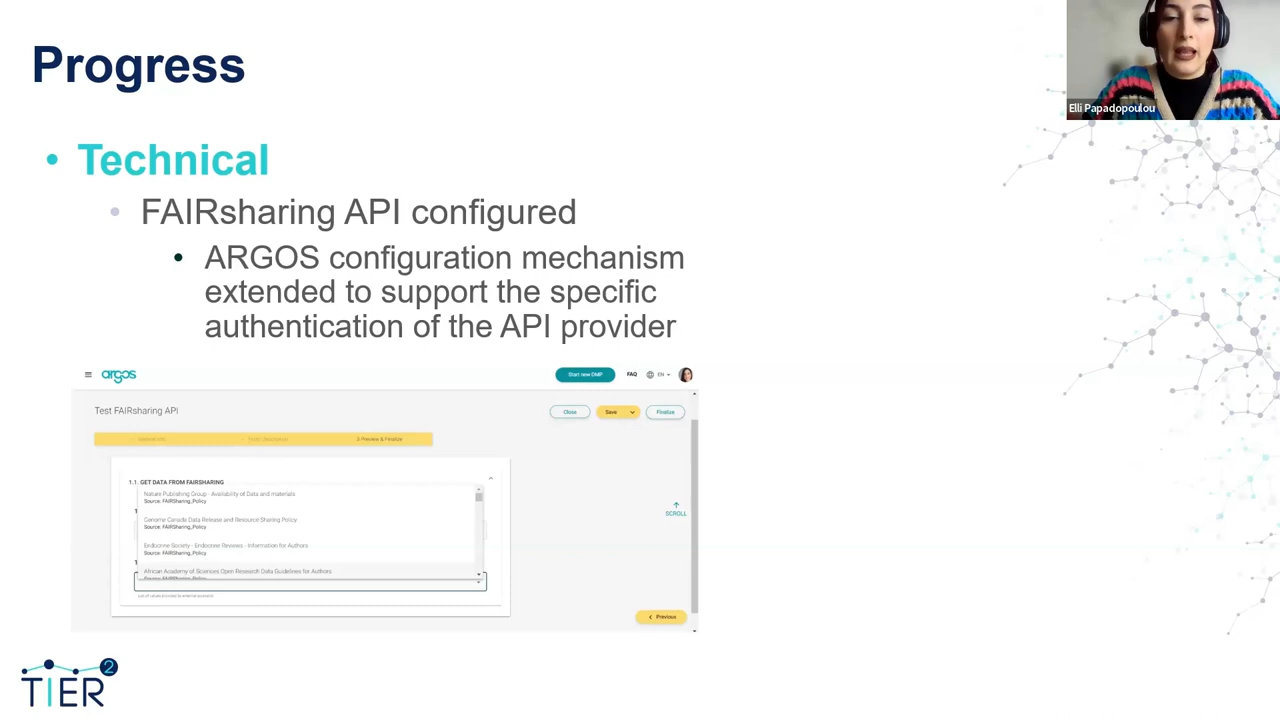 Progress
Elli Papadopoulou
• Technical
• FAIRsharing API configured
• ARGOS configuration mechanism
extended to support the specific
authentication of the API provider
argos
Start new DMP
FAQ
EN
Test FAIRsharing API
Close
Save
Finalize
3 Preview & Finalize
1.1. GET DATA FROM FAIRSHARING
Nature Publishing Group - Availability of Data and materials
Source: FAIRSharing_Policy
Genome Canada Data Release and Resource Sharing Policy
Source: FAIRSharing_Policy
Endocrine Society - Endocrine Reviews - Information for Authors
Source: FAIRSharing_Policy
African Academy of Sciences Open Research Data Guidelines for Authors
Source: FAIRSharing_Policy
SCROLL
Previous
TIER2